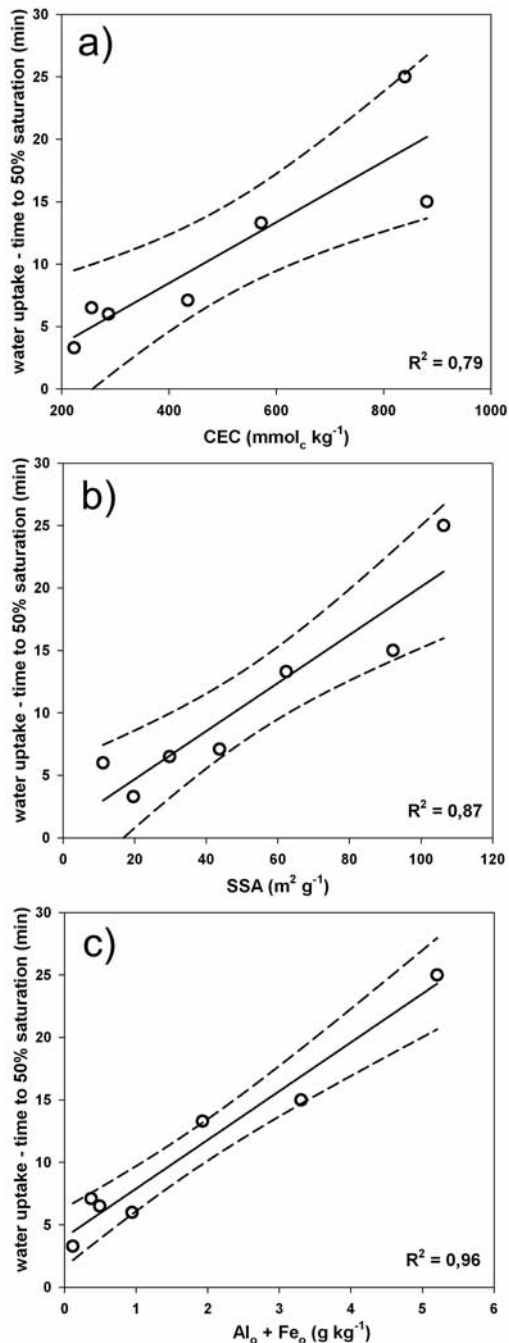 a)
water uptake - time to 50% saturation (min)
30
25
20
15
10
5
0
R² = 0,79
200 400 600 800 1000
CEC (mmol꜀ kg⁻¹)
b)
water uptake - time to 50% saturation (min)
30
25
20
15
10
5
0
R² = 0,87
0 20 40 60 80 100 120
SSA (m² g⁻¹)
c)
water uptake - time to 50% saturation (min)
30
25
20
15
10
5
0
R² = 0,96
0 1 2 3 4 5 6
Alₒ + Feₒ (g kg⁻¹)